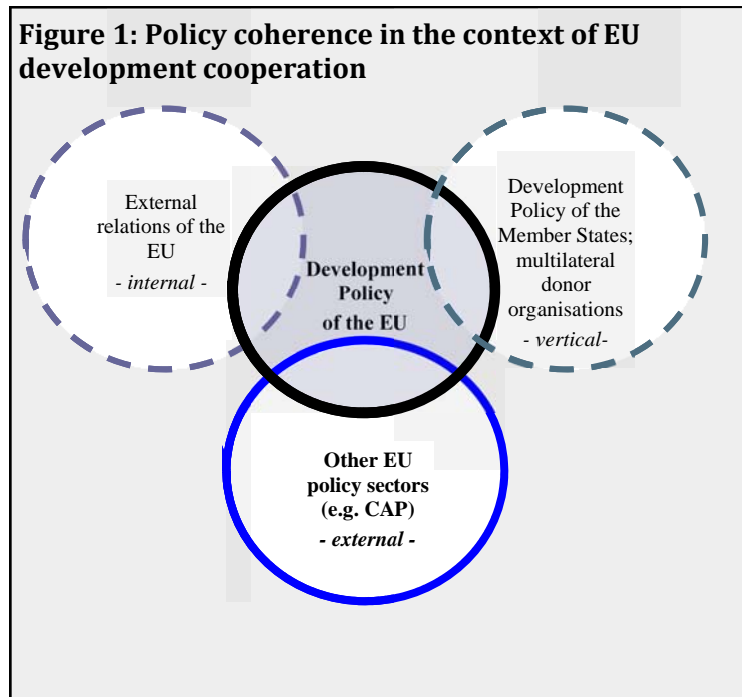 Figure 1: Policy coherence in the context of EU
development cooperation
External
relations of the
EU
- internal -
Development
Policy
of the EU
Development
Policy of the
Member States;
multilateral
donor
organisations
- vertical-
Other EU
policy sectors
(e.g. CAP)
- external -